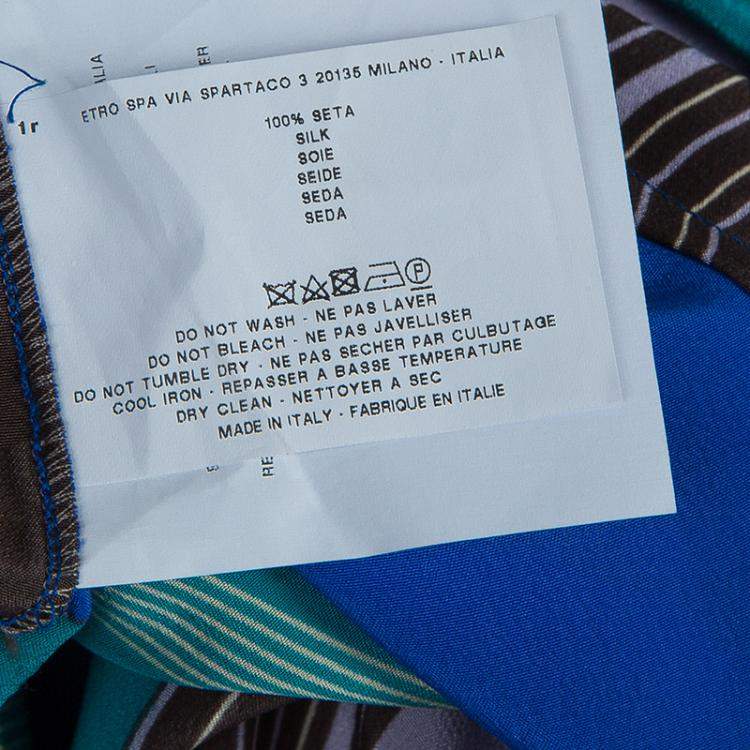 ETRO SPA VIA SPARTACO 3 20135 MILANO - ITALIA
1r
100% SETA
SILK
SOIE
SEIDE
SEDA
SEDA
P
DO NOT WASH - NE PAS LAVER
DO NOT BLEACH - NE PAS JAVELLISER
DO NOT TUMBLE DRY - NE PAS SECHER PAR CULBUTAGE
COOL IRON - REPASSER A BASSE TEMPERATURE
DRY CLEAN - NETTOYER A SEC
MADE IN ITALY - FABRIQUE EN ITALIE